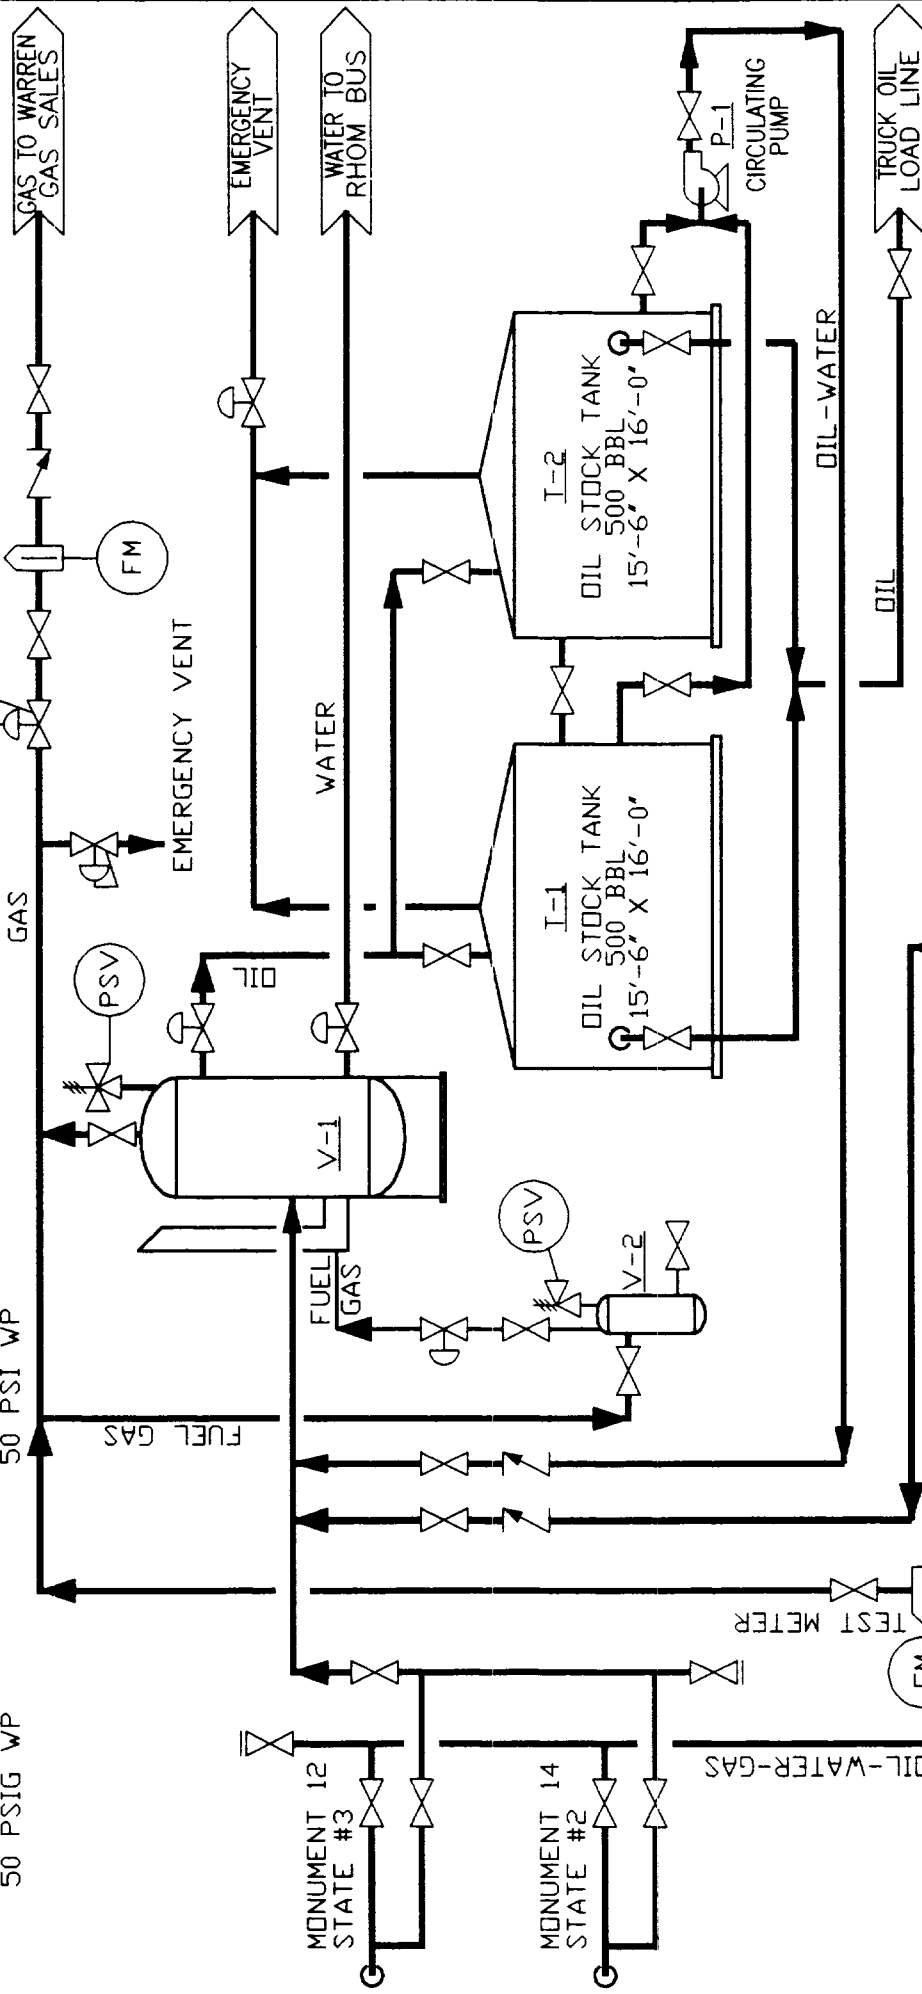 50 PSIG WP
50 PSI WP
GAS
GAS TO WARREN
GAS SALES
FM
EMERGENCY VENT
EMERGENCY
VENT
WATER TO
RHOM BUS
WATER
PSV
OIL
V-1
FUEL
GAS
FUEL GAS
PSV
V-2
T-1
OIL STOCK TANK
500 BBL
15'-6" X 16'-0"
T-2
OIL STOCK TANK
500 BBL
15'-6" X 16'-0"
P-1
CIRCULATING
PUMP
OIL-WATER
OIL
TRUCK OIL
LOAD LINE
MONUMENT 12
STATE #3
MONUMENT 14
STATE #2
TEST METER
FM
OIL-WATER-GAS